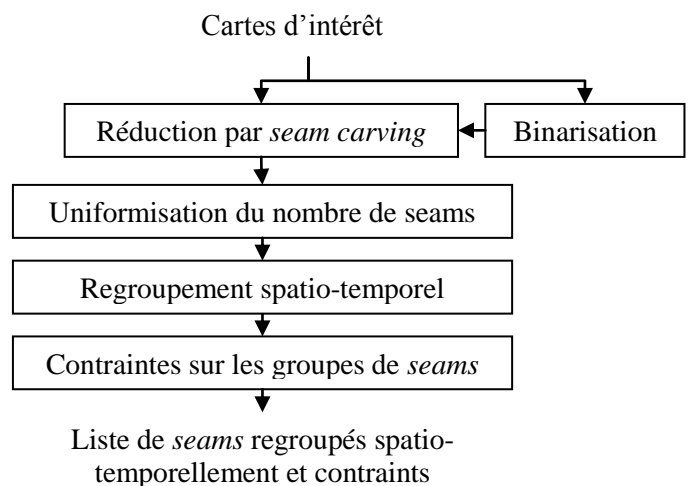 Cartes d’intérêt
Réduction par seam carving
Binarisation
Uniformisation du nombre de seams
Regroupement spatio-temporel
Contraintes sur les groupes de seams
Liste de seams regroupés spatio-
temporellement et contraints